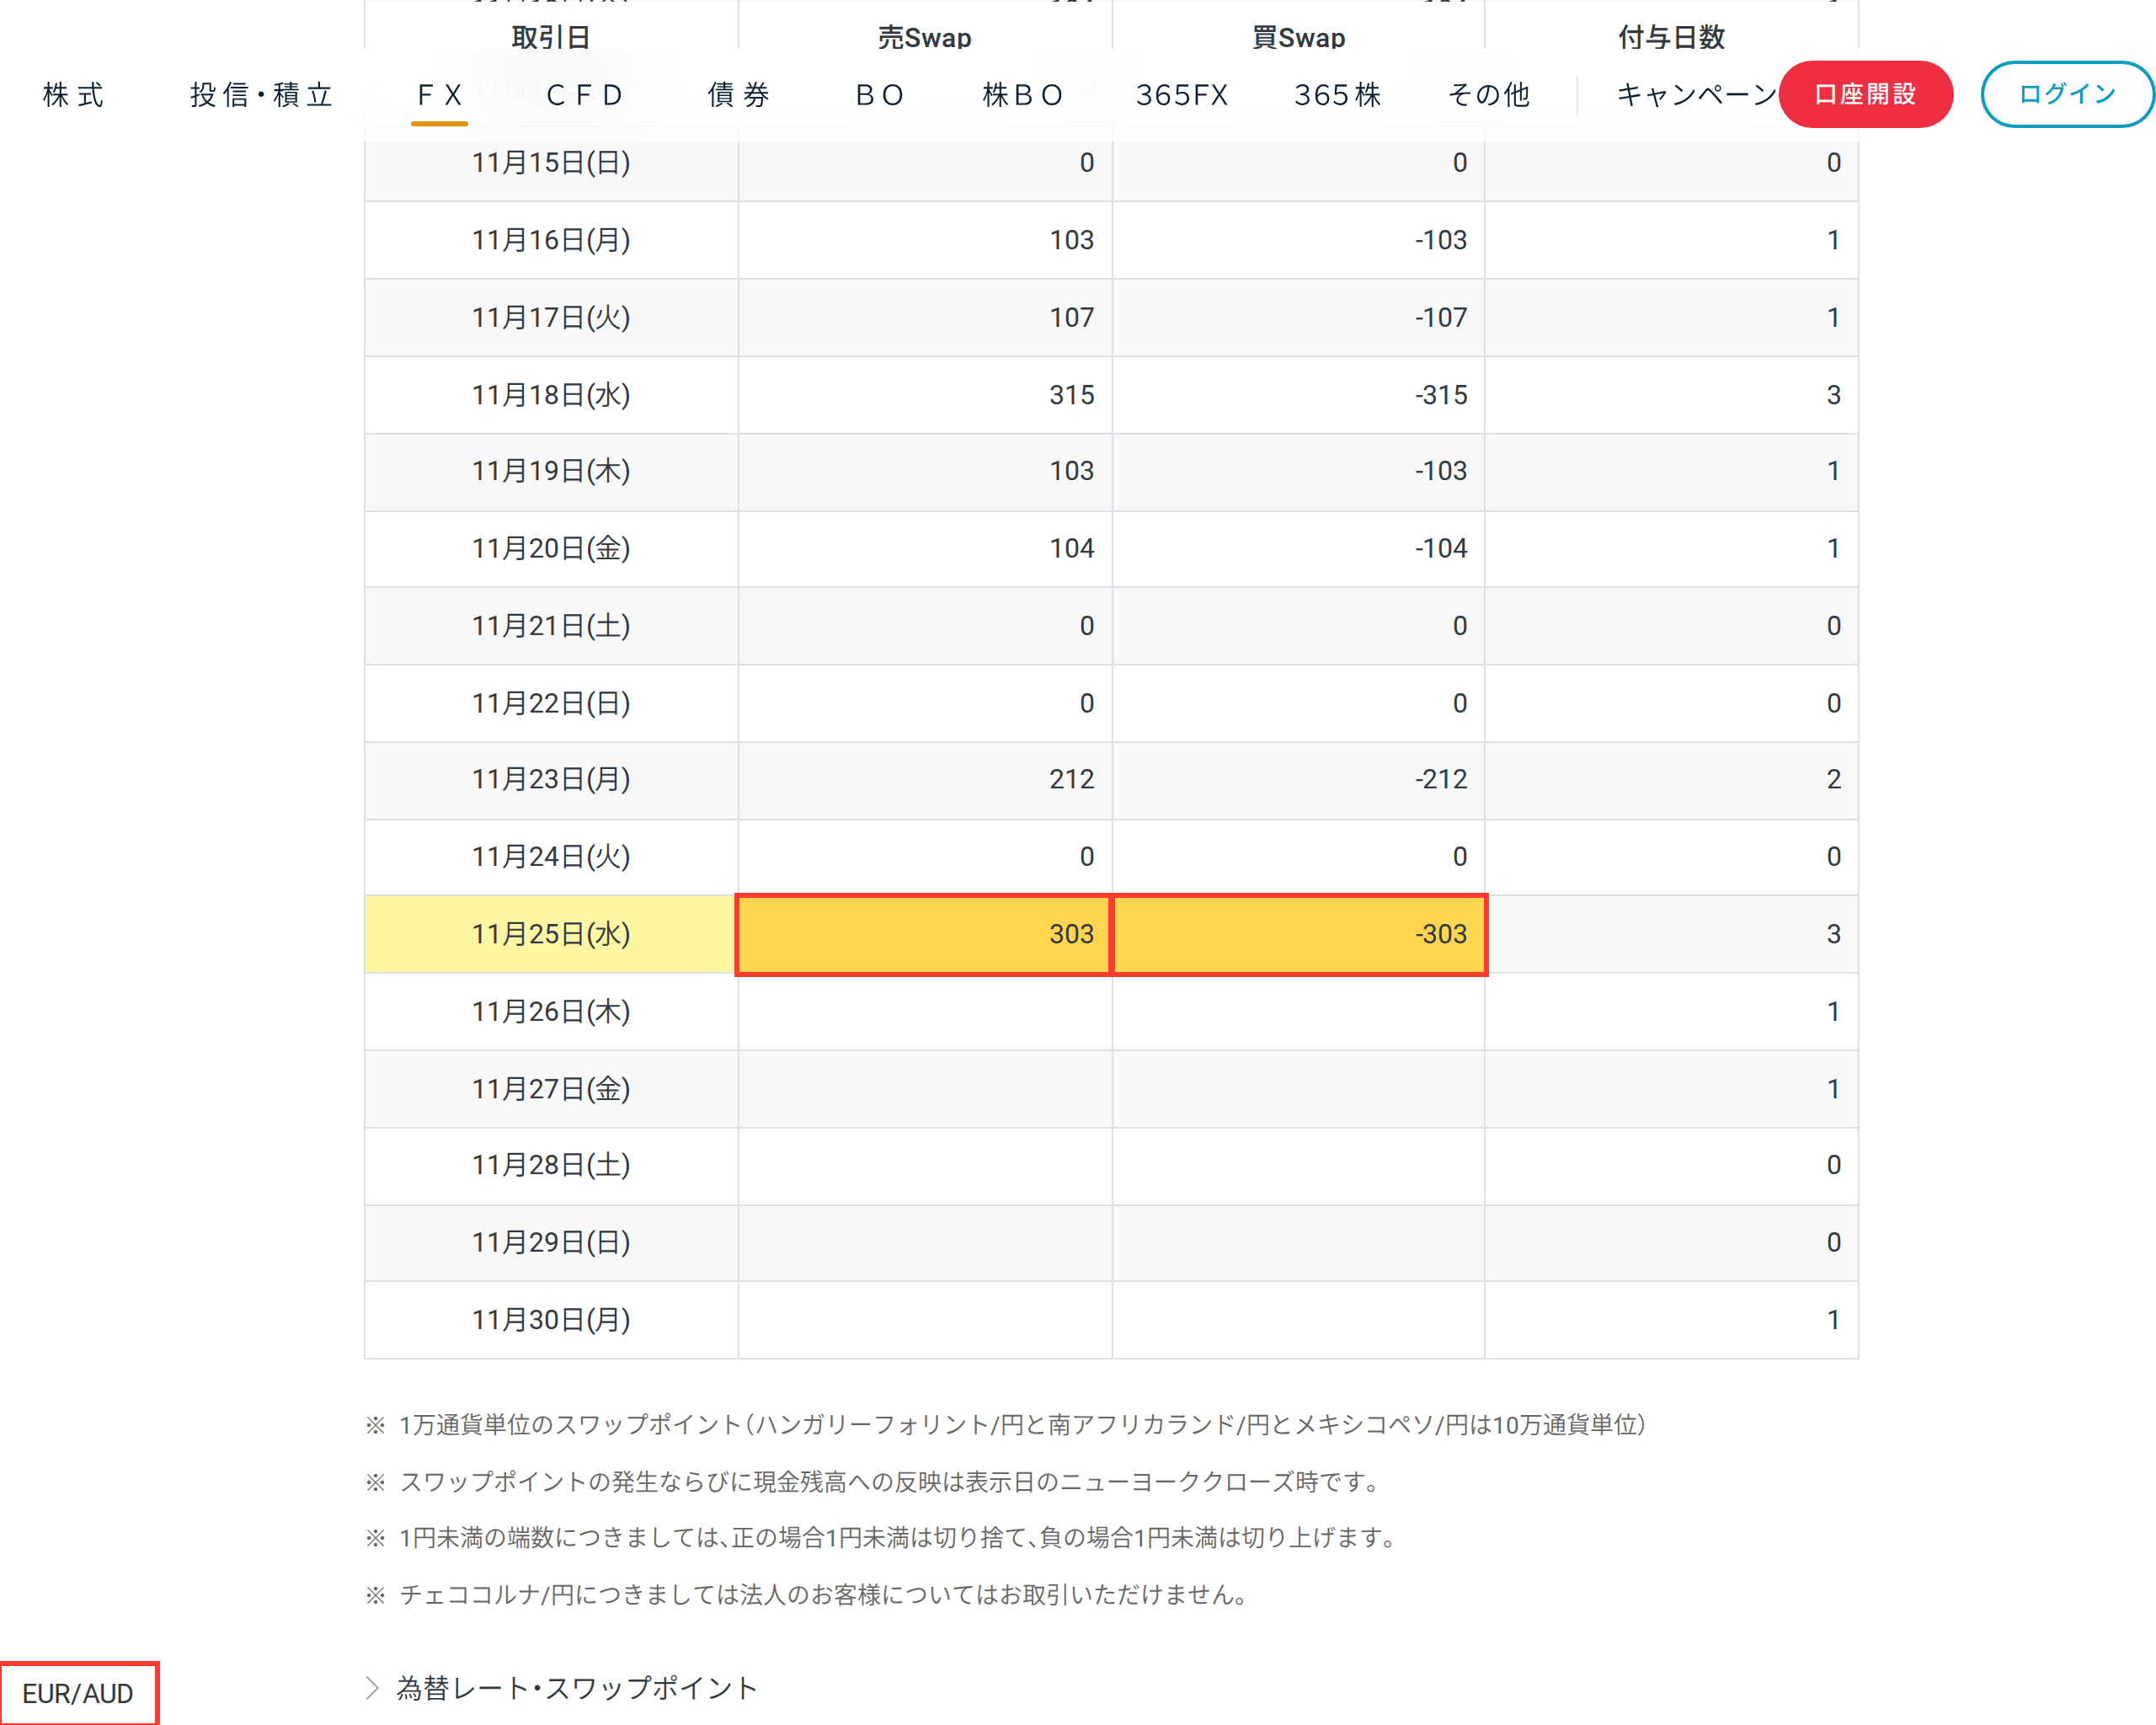 取引日 売Swap 買Swap 付与日数
株式 投信・積立 FX CFD 債券 BO 株BO 365FX 365株 その他 キャンペーン 口座開設 ログイン
11月15日(日) 0 0 0
11月16日(月) 103 -103 1
11月17日(火) 107 -107 1
11月18日(水) 315 -315 3
11月19日(木) 103 -103 1
11月20日(金) 104 -104 1
11月21日(土) 0 0 0
11月22日(日) 0 0 0
11月23日(月) 212 -212 2
11月24日(火) 0 0 0
11月25日(水) 303 -303 3
11月26日(木) 1
11月27日(金) 1
11月28日(土) 0
11月29日(日) 0
11月30日(月) 1
※ 1万通貨単位のスワップポイント（ハンガリーフォリント/円と南アフリカランド/円とメキシコペソ/円は10万通貨単位）
※ スワップポイントの発生ならびに現金残高への反映は表示日のニューヨーククローズ時です。
※ 1円未満の端数につきましては、正の場合1円未満は切り捨て、負の場合1円未満は切り上げます。
※ チェココルナ/円につきましては法人のお客様についてはお取引いただけません。
為替レート・スワップポイント
EUR/AUD